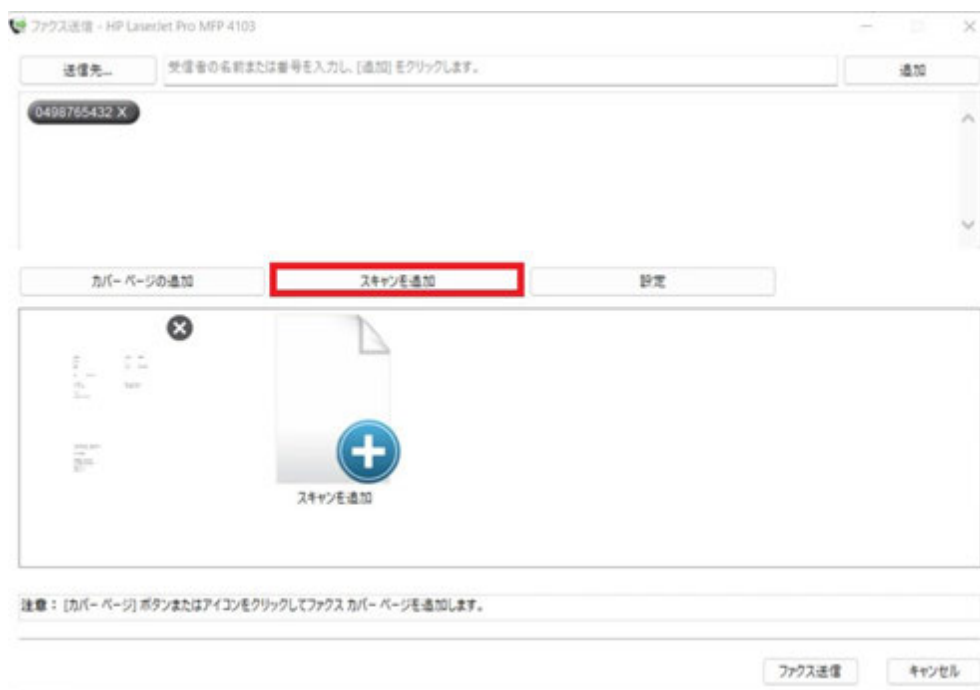 ファクス送信 - HP LaserJet Pro MFP 4103
送信先...
受信者の名前または番号を入力し、[追加] をクリックします。
追加
0498765432 X
カバー ページの追加
スキャンを追加
設定
スキャンを追加
注意： [カバー ページ] ボタンまたはアイコンをクリックしてファクス カバー ページを追加します。
ファクス送信
キャンセル